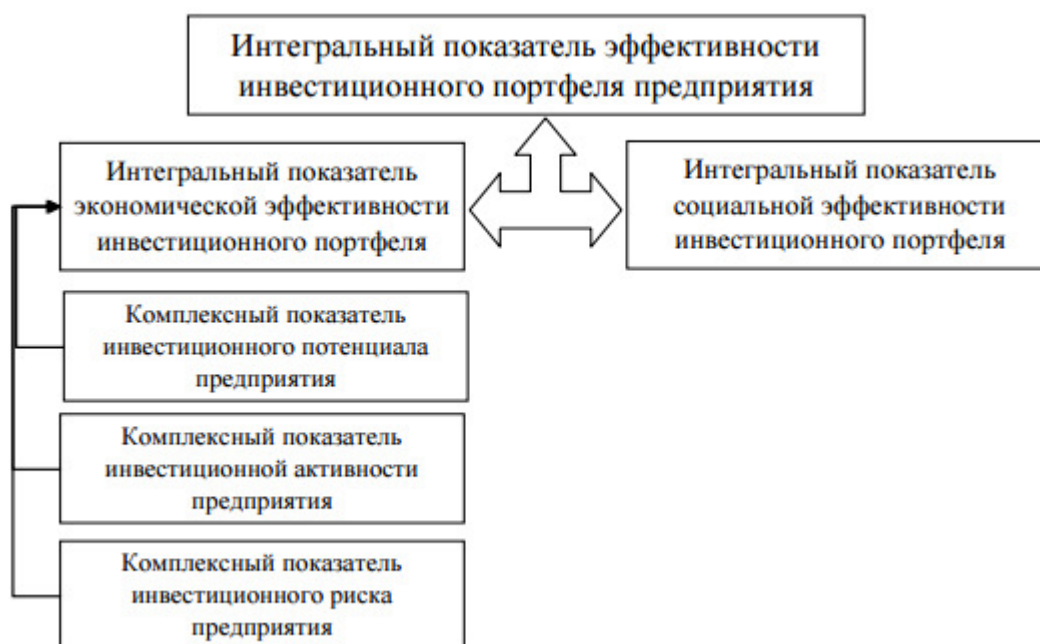 Интегральный показатель эффективности
инвестиционного портфеля предприятия
Интегральный показатель
экономической эффективности
инвестиционного портфеля
Интегральный показатель
социальной эффективности
инвестиционного портфеля
Комплексный показатель
инвестиционного потенциала
предприятия
Комплексный показатель
инвестиционной активности
предприятия
Комплексный показатель
инвестиционного риска
предприятия